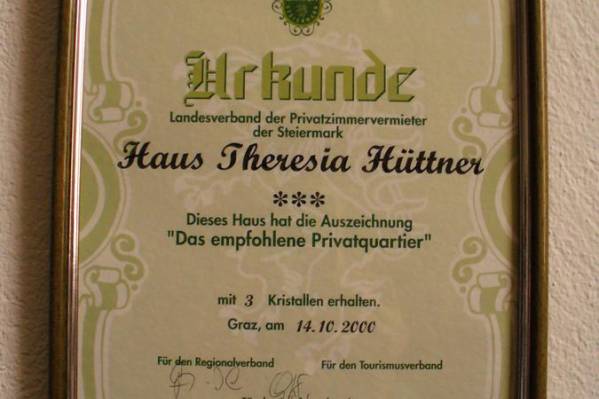 Urkunde
Landesverband der Privatzimmervermieter
der Steiermark
Haus Theresia Hüttner
***
Dieses Haus hat die Auszeichnung
"Das empfohlene Privatquartier"
mit 3 Kristallen erhalten.
Graz, am 14.10.2000
Für den Regionalverband Für den Tourismusverband